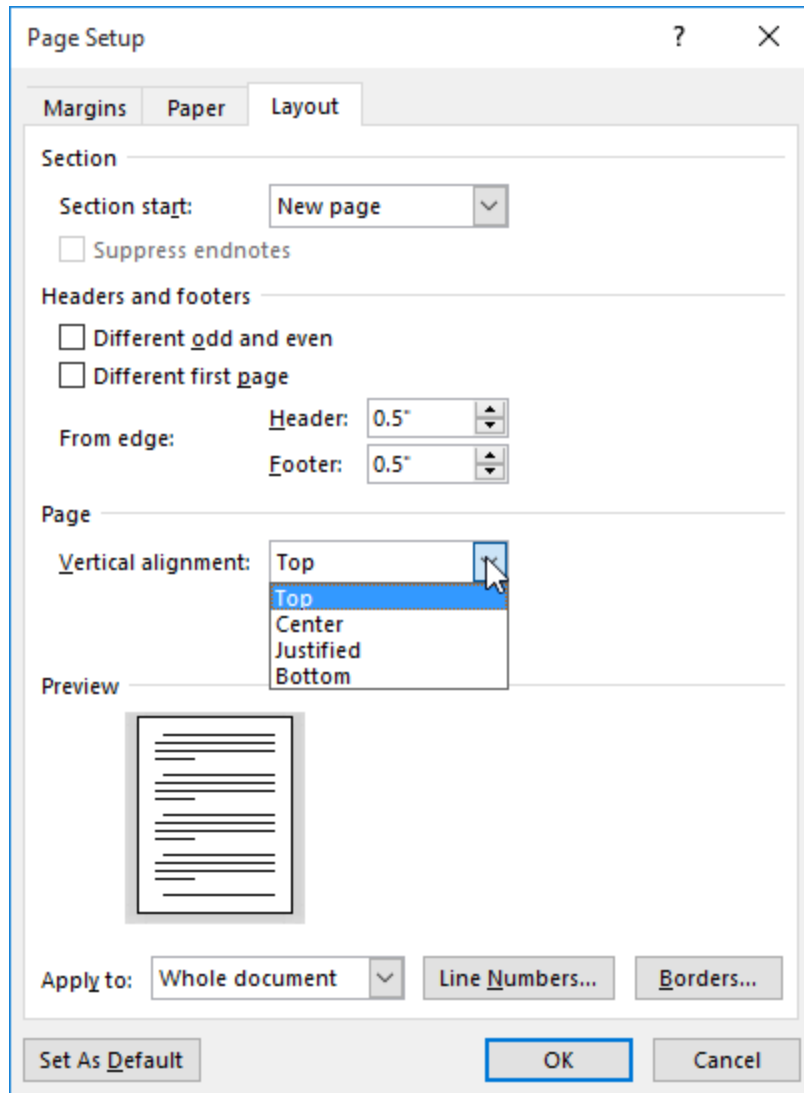 Page Setup ?
Margins Paper Layout
Section
Section start: New page
Suppress endnotes
Headers and footers
Different odd and even
Different first page
From edge:
Header: 0.5"
Footer: 0.5"
Page
Vertical alignment: Top
Top
Center
Justified
Bottom
Preview
Apply to: Whole document Line Numbers... Borders...
Set As Default OK Cancel